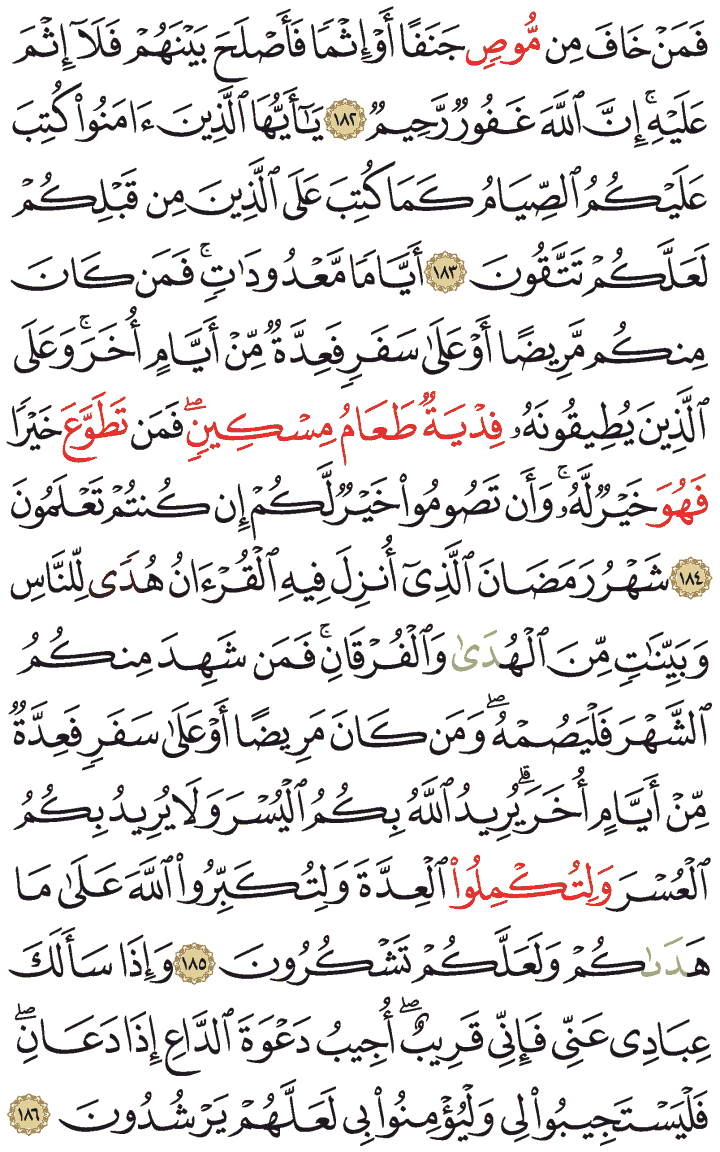 فَمَنْ خَافَ مِن مُّوصٍ جَنَفًا أَوْ إِثْمًا فَأَصْلَحَ بَيْنَهُمْ فَلَآ إِثْمَ
عَلَيْهِ ۚ إِنَّ ٱللَّهَ غَفُورٌ رَّحِيمٌ ١٨٢ يَـٰٓأَيُّهَا ٱلَّذِينَ ءَامَنُوا۟ كُتِبَ
عَلَيْكُمُ ٱلصِّيَامُ كَمَا كُتِبَ عَلَى ٱلَّذِينَ مِن قَبْلِكُمْ
لَعَلَّكُمْ تَتَّقُونَ ١٨٣ أَيَّامًا مَّعْدُودَٰتٍ ۚ فَمَن كَانَ
مِنكُم مَّرِيضًا أَوْ عَلَىٰ سَفَرٍ فَعِدَّةٌ مِّنْ أَيَّامٍ أُخَرَ ۚ وَعَلَى
ٱلَّذِينَ يُطِيقُونَهُۥ فِدْيَةٌ طَعَامُ مِسْكِينٍ ۖ فَمَن تَطَوَّعَ خَيْرًا
فَهُوَ خَيْرٌ لَّهُۥ ۚ وَأَن تَصُومُوا۟ خَيْرٌ لَّكُمْ إِن كُنتُمْ تَعْلَمُونَ
١٨٤ شَهْرُ رَمَضَانَ ٱلَّذِىٓ أُنزِلَ فِيهِ ٱلْقُرْءَانُ هُدًى لِّلنَّاسِ
وَبَيِّنَـٰتٍ مِّنَ ٱلْهُدَىٰ وَٱلْفُرْقَانِ ۚ فَمَن شَهِدَ مِنكُمُ
ٱلشَّهْرَ فَلْيَصُمْهُ ۖ وَمَن كَانَ مَرِيضًا أَوْ عَلَىٰ سَفَرٍ فَعِدَّةٌ
مِّنْ أَيَّامٍ أُخَرَ ۗ يُرِيدُ ٱللَّهُ بِكُمُ ٱلْيُسْرَ وَلَا يُرِيدُ بِكُمُ
ٱلْعُسْرَ وَلِتُكْمِلُوا۟ ٱلْعِدَّةَ وَلِتُكَبِّرُوا۟ ٱللَّهَ عَلَىٰ مَا
هَدَىٰكُمْ وَلَعَلَّكُمْ تَشْكُرُونَ ١٨٥ وَإِذَا سَأَلَكَ
عِبَادِى عَنِّى فَإِنِّى قَرِيبٌ ۖ أُجِيبُ دَعْوَةَ ٱلدَّاعِ إِذَا دَعَانِ ۖ
فَلْيَسْتَجِيبُوا۟ لِى وَلْيُؤْمِنُوا۟ بِى لَعَلَّهُمْ يَرْشُدُونَ ١٨٦